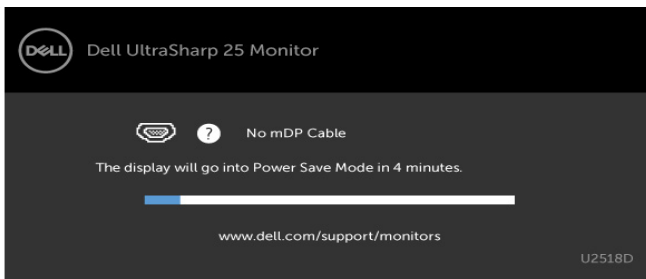 DELL Dell UltraSharp 25 Monitor
? No mDP Cable
The display will go into Power Save Mode in 4 minutes.
www.dell.com/support/monitors
U2518D